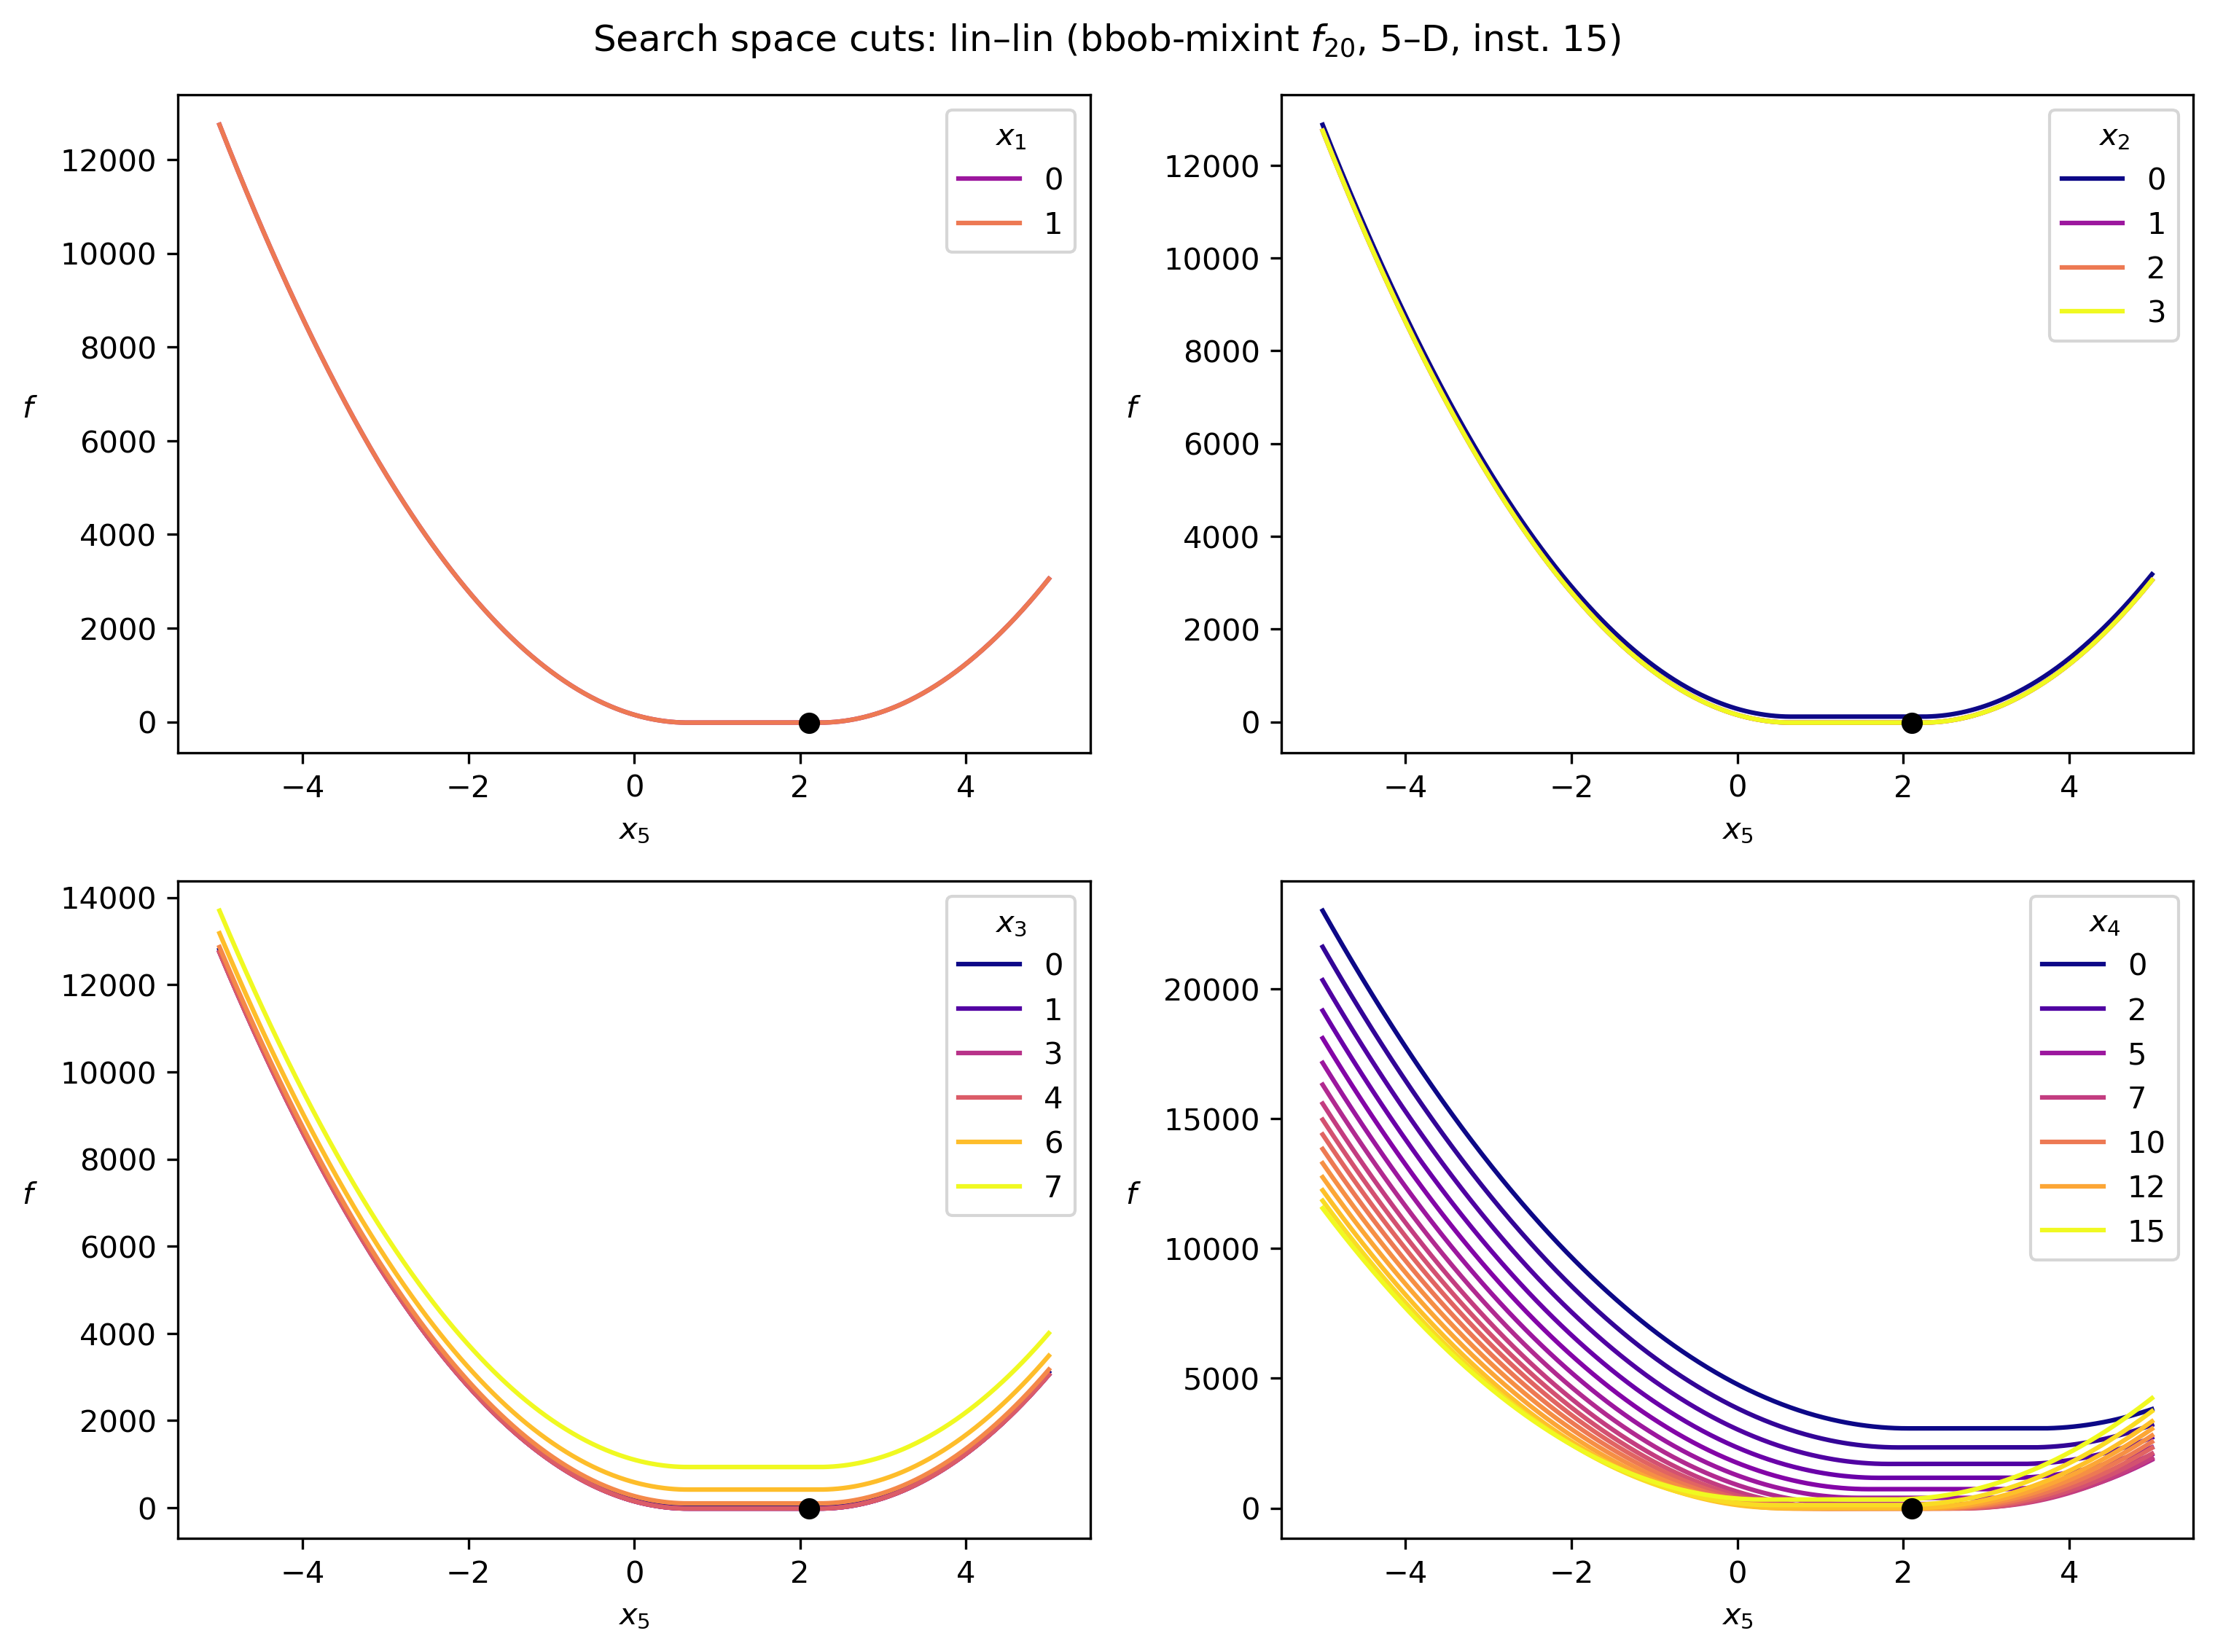 Search space cuts: lin–lin (bbob-mixint f20, 5–D, inst. 15)
12000
10000
8000
6000
4000
2000
0
f
−4 −2 0 2 4
x5
x1
0
1
12000
10000
8000
6000
4000
2000
0
f
−4 −2 0 2 4
x5
x2
0
1
2
3
14000
12000
10000
8000
6000
4000
2000
0
f
−4 −2 0 2 4
x5
x3
0
1
3
4
6
7
20000
15000
10000
5000
0
f
−4 −2 0 2 4
x5
x4
0
2
5
7
10
12
15